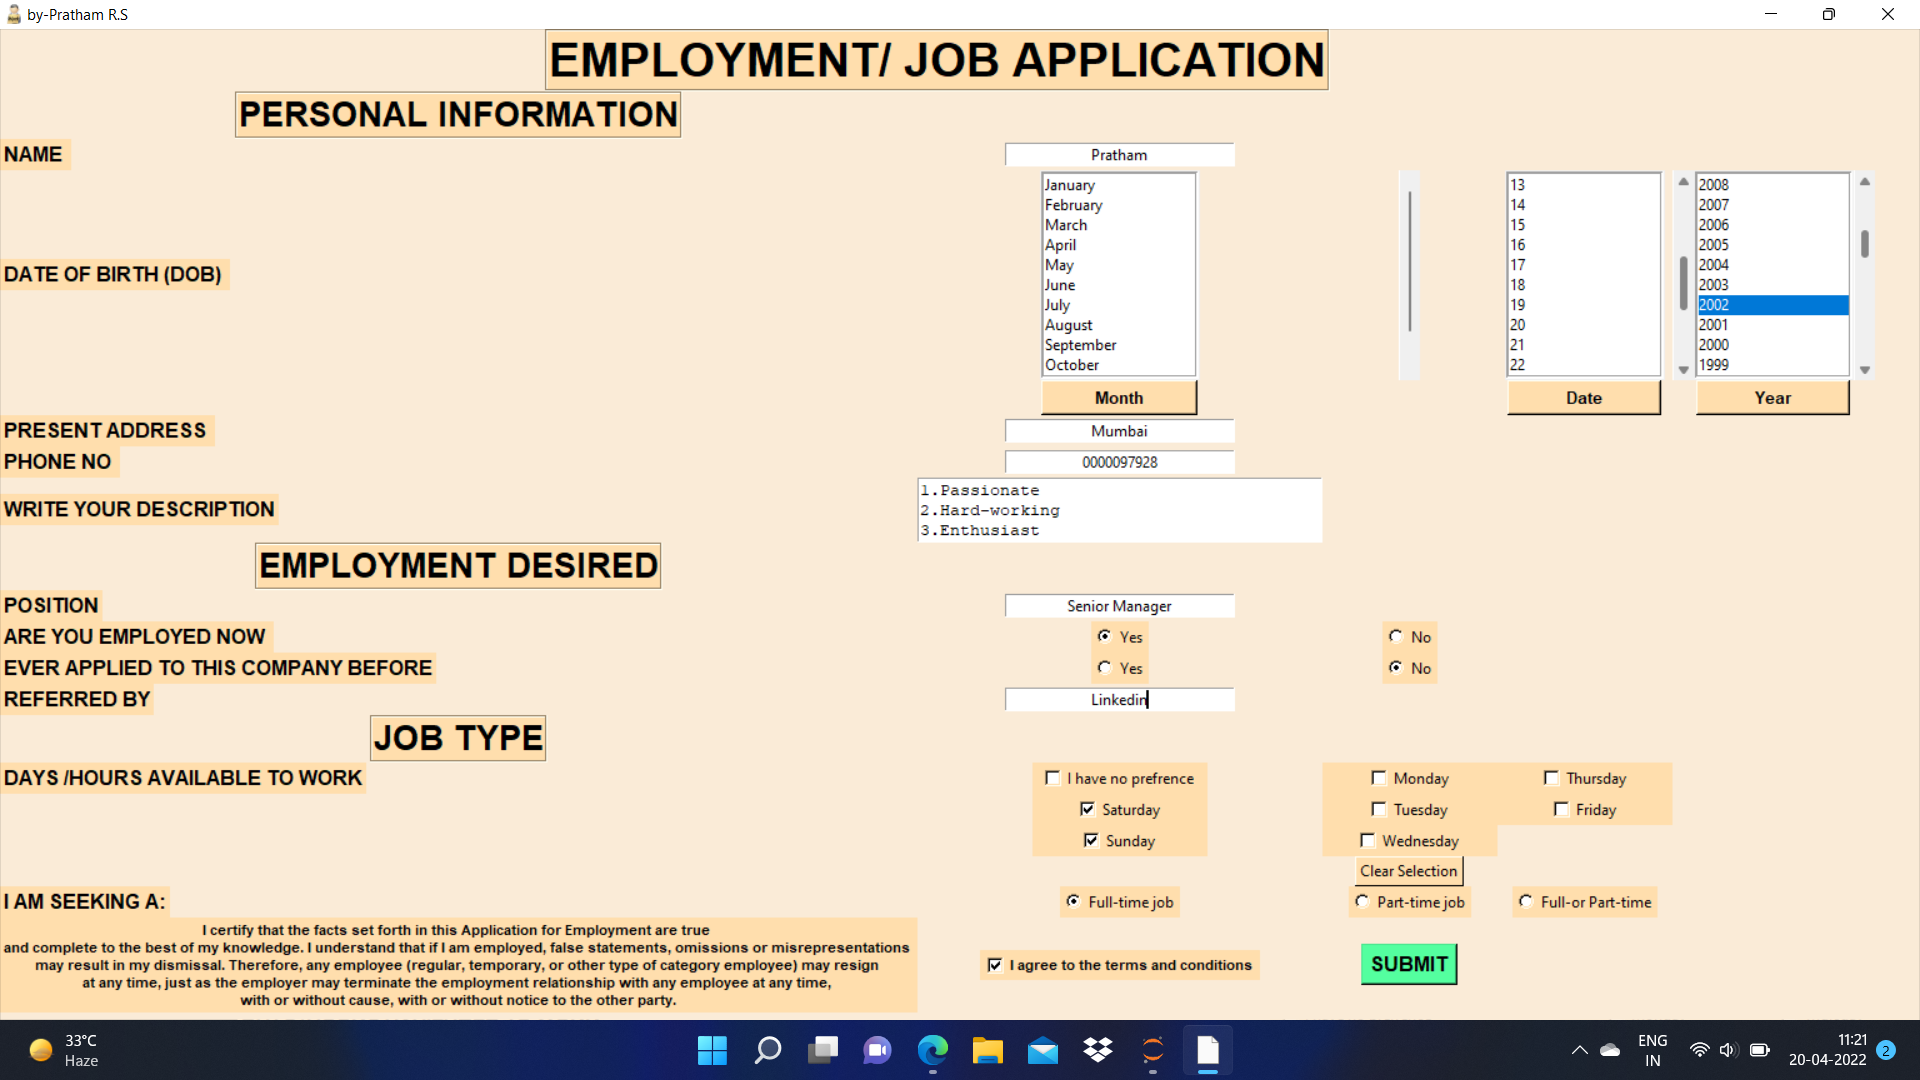 by-Pratham R.S
EMPLOYMENT/ JOB APPLICATION
PERSONAL INFORMATION
NAME
Pratham
DATE OF BIRTH (DOB)
January
February
March
April
May
June
July
August
September
October
Month
13
14
15
16
17
18
19
20
21
22
Date
2008
2007
2006
2005
2004
2003
2002
2001
2000
1999
Year
PRESENT ADDRESS
Mumbai
PHONE NO
0000097928
WRITE YOUR DESCRIPTION
1.Passionate
2.Hard-working
3.Enthusiast
EMPLOYMENT DESIRED
POSITION
Senior Manager
ARE YOU EMPLOYED NOW
Yes
No
EVER APPLIED TO THIS COMPANY BEFORE
Yes
No
REFERRED BY
Linkedin
JOB TYPE
DAYS /HOURS AVAILABLE TO WORK
I have no prefrence
Monday
Thursday
Saturday
Tuesday
Friday
Sunday
Wednesday
Clear Selection
I AM SEEKING A:
Full-time job
Part-time job
Full-or Part-time
I certify that the facts set forth in this Application for Employment are true
and complete to the best of my knowledge. I understand that if I am employed, false statements, omissions or misrepresentations
may result in my dismissal. Therefore, any employee (regular, temporary, or other type of category employee) may resign
at any time, just as the employer may terminate the employment relationship with any employee at any time,
with or without cause, with or without notice to the other party.
I agree to the terms and conditions
SUBMIT
33°C
Haze
ENG
IN
11:21
20-04-2022
2